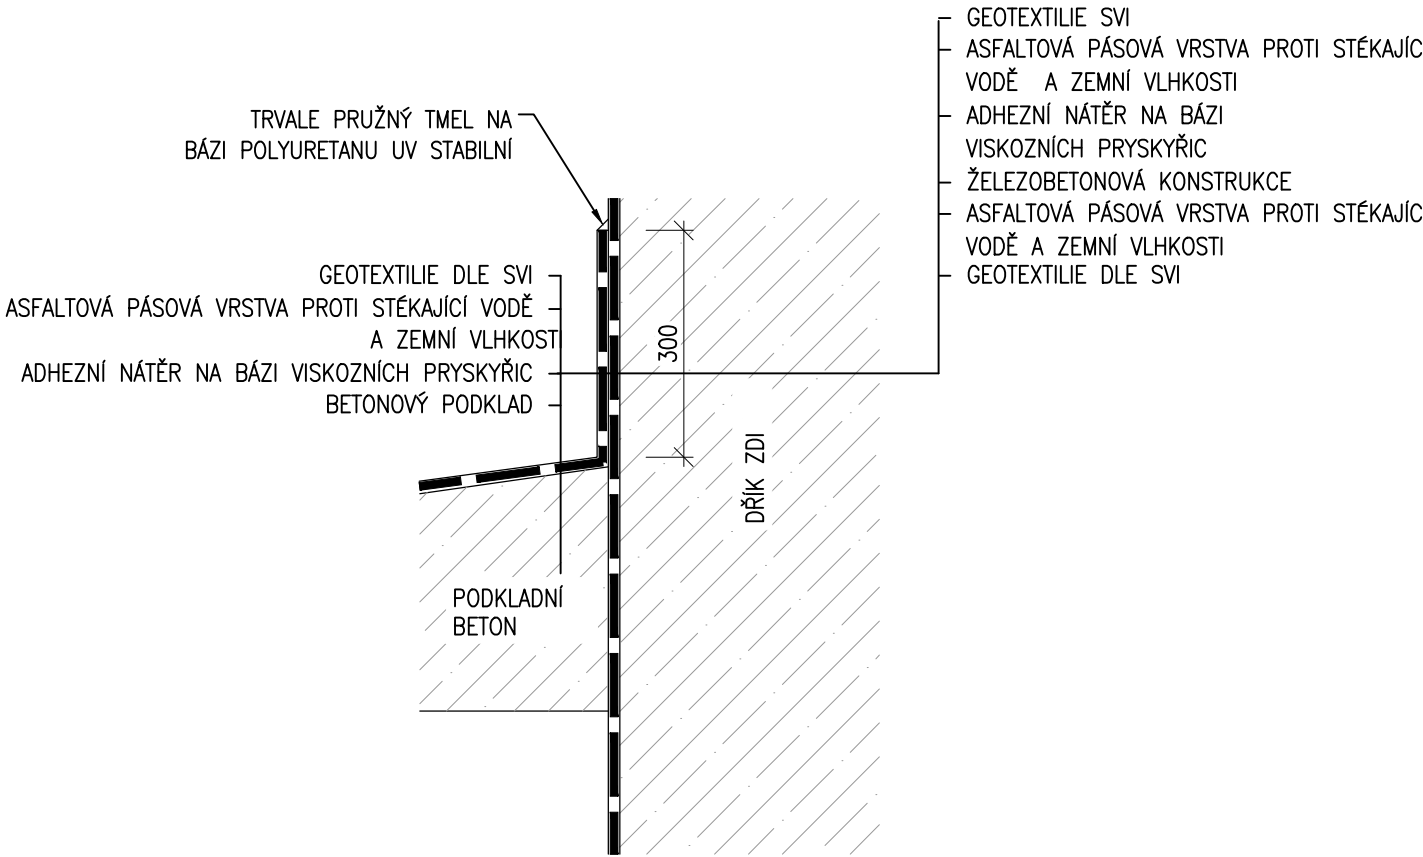 TRVALE PRUŽNÝ TMEL NA
BÁZI POLYURETANU UV STABILNÍ
GEOTEXTILIE DLE SVI
ASFALTOVÁ PÁSOVÁ VRSTVA PROTI STÉKAJÍCÍ VODĚ
A ZEMNÍ VLHKOSTI
ADHEZNÍ NÁTĚR NA BÁZI VISKOZNÍCH PRYSKYŘIC
BETONOVÝ PODKLAD
PODKLADNÍ
BETON
300
DŘÍK ZDI
GEOTEXTILIE SVI
ASFALTOVÁ PÁSOVÁ VRSTVA PROTI STÉKAJÍC
VODĚ A ZEMNÍ VLHKOSTI
ADHEZNÍ NÁTĚR NA BÁZI
VISKOZNÍCH PRYSKYŘIC
ŽELEZOBETONOVÁ KONSTRUKCE
ASFALTOVÁ PÁSOVÁ VRSTVA PROTI STÉKAJÍC
VODĚ A ZEMNÍ VLHKOSTI
GEOTEXTILIE DLE SVI